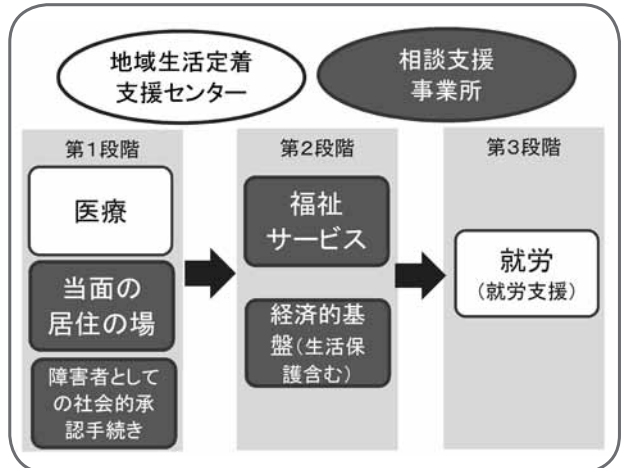 地域生活定着
支援センター
相談支援
事業所
第1段階
医療
当面の
居住の場
障害者として
の社会的承
認手続き
第2段階
福祉
サービス
経済的基
盤(生活保
護含む)
第3段階
就労
(就労支援)